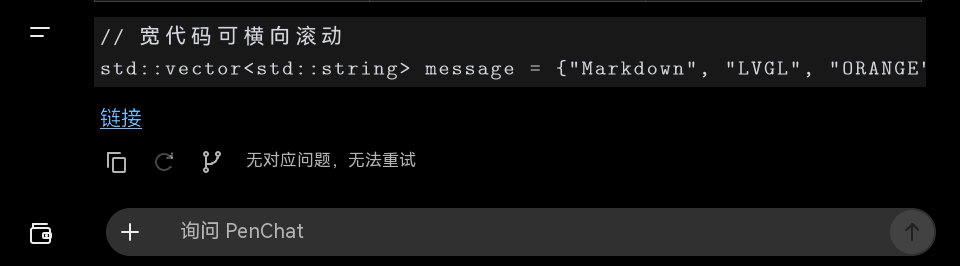 // 宽代码可横向滚动
std::vector<std::string> message = {"Markdown", "LVGL", "ORANGE"
链接
无对应问题，无法重试
询问 PenChat